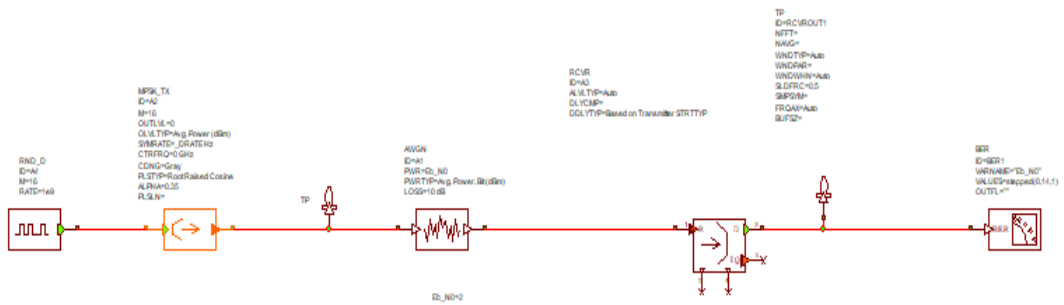 RND_D
ID=A1
M=16
RATE=1e9
MPSK_TX
ID=A2
M=16
OUTLVL=0
OLVLTYP=Avg. Power (dBm)
SYMRATE=_DRATE Hz
CTRFRQ=0 GHz
CDNG=Gray
PLSTYP=Root Raised Cosine
ALPHA=0.35
PLSLN=
TP
AWGN
ID=A1
PWR=Eb_N0
PWRTYP=Avg. Power, Bit (dBm)
LOSS=10 dB
Eb_N0=2
RCVR
ID=A3
ALVLTYP=Auto
DLYCMP=
DDLYTYP=Based on Transmitter STRTTYP
R
D
IQ
TP
ID=RCVROUT1
NFFT=
NAVG=
WNDTYP=Auto
WNDPAR=
WNDWHN=Auto
SLDFRC=0.5
SMPSYM=
FRQAX=Auto
BUFSZ=
BER
ID=BER1
VARNAME="Eb_N0"
VALUES=stepped(0,14,1)
OUTFL=""
BER